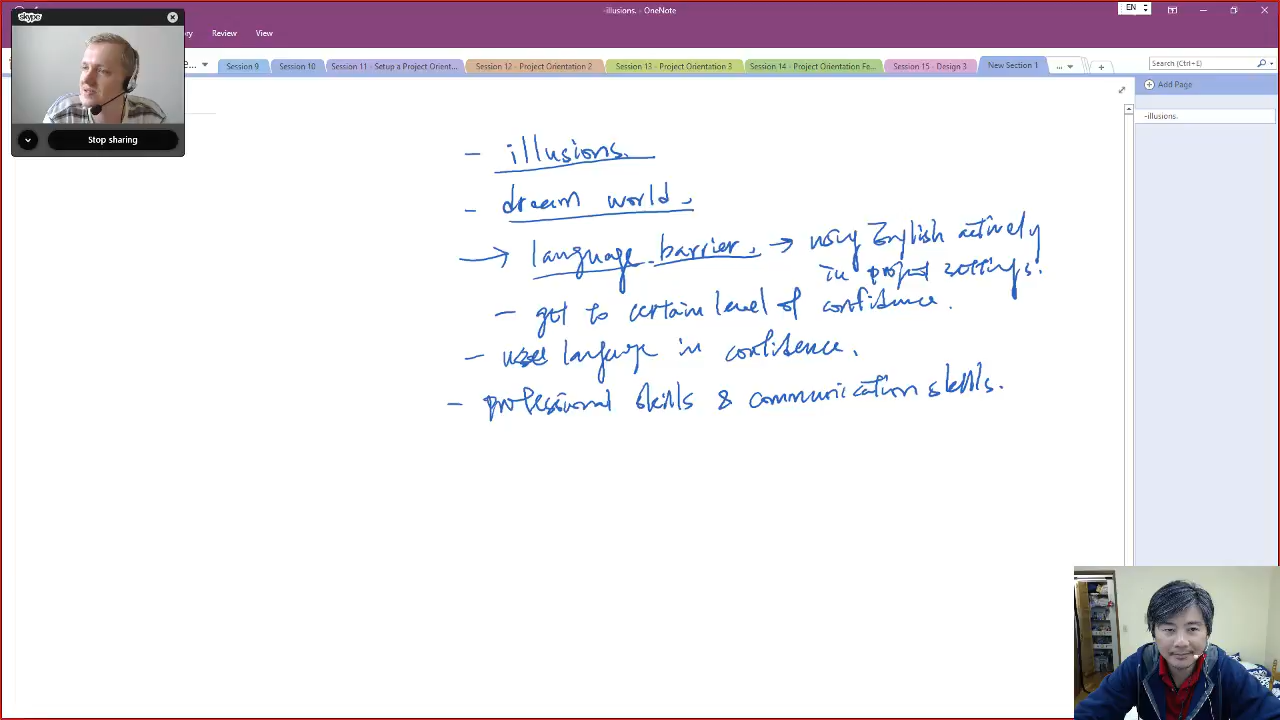 -illusions. - OneNote
EN
skype
Review View
Stop sharing
e... Session 9 Session 10 Session 11 - Setup a Project Orient... Session 12 - Project Orientation 2 Session 13 - Project Orientation 3 Session 14 - Project Orientation Fe... Session 15 - Design 3 New Section 1 ...
Search (Ctrl+E)
Add Page
-illusions.
- illusions.
- dream world,
→ language barrier, → using English actively
in project settings.
- get to certain level of confidence.
- use language in confidence.
- professional skills & communication skills.